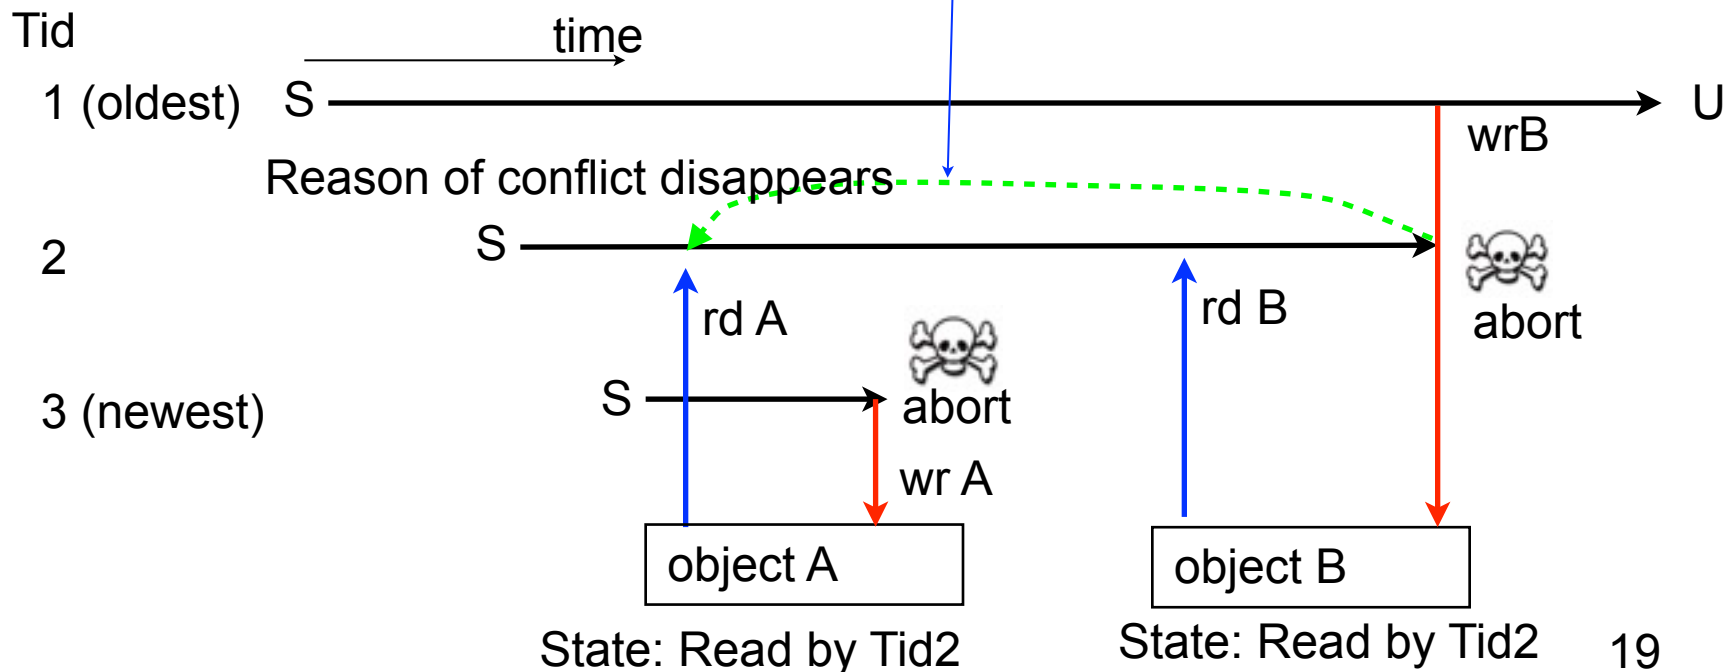 Tid
time
1 (oldest) S U
wrB
Reason of conflict disappears
2 S
rd A
rd B
abort
3 (newest) S abort
wr A
object A
object B
State: Read by Tid2
State: Read by Tid2
19